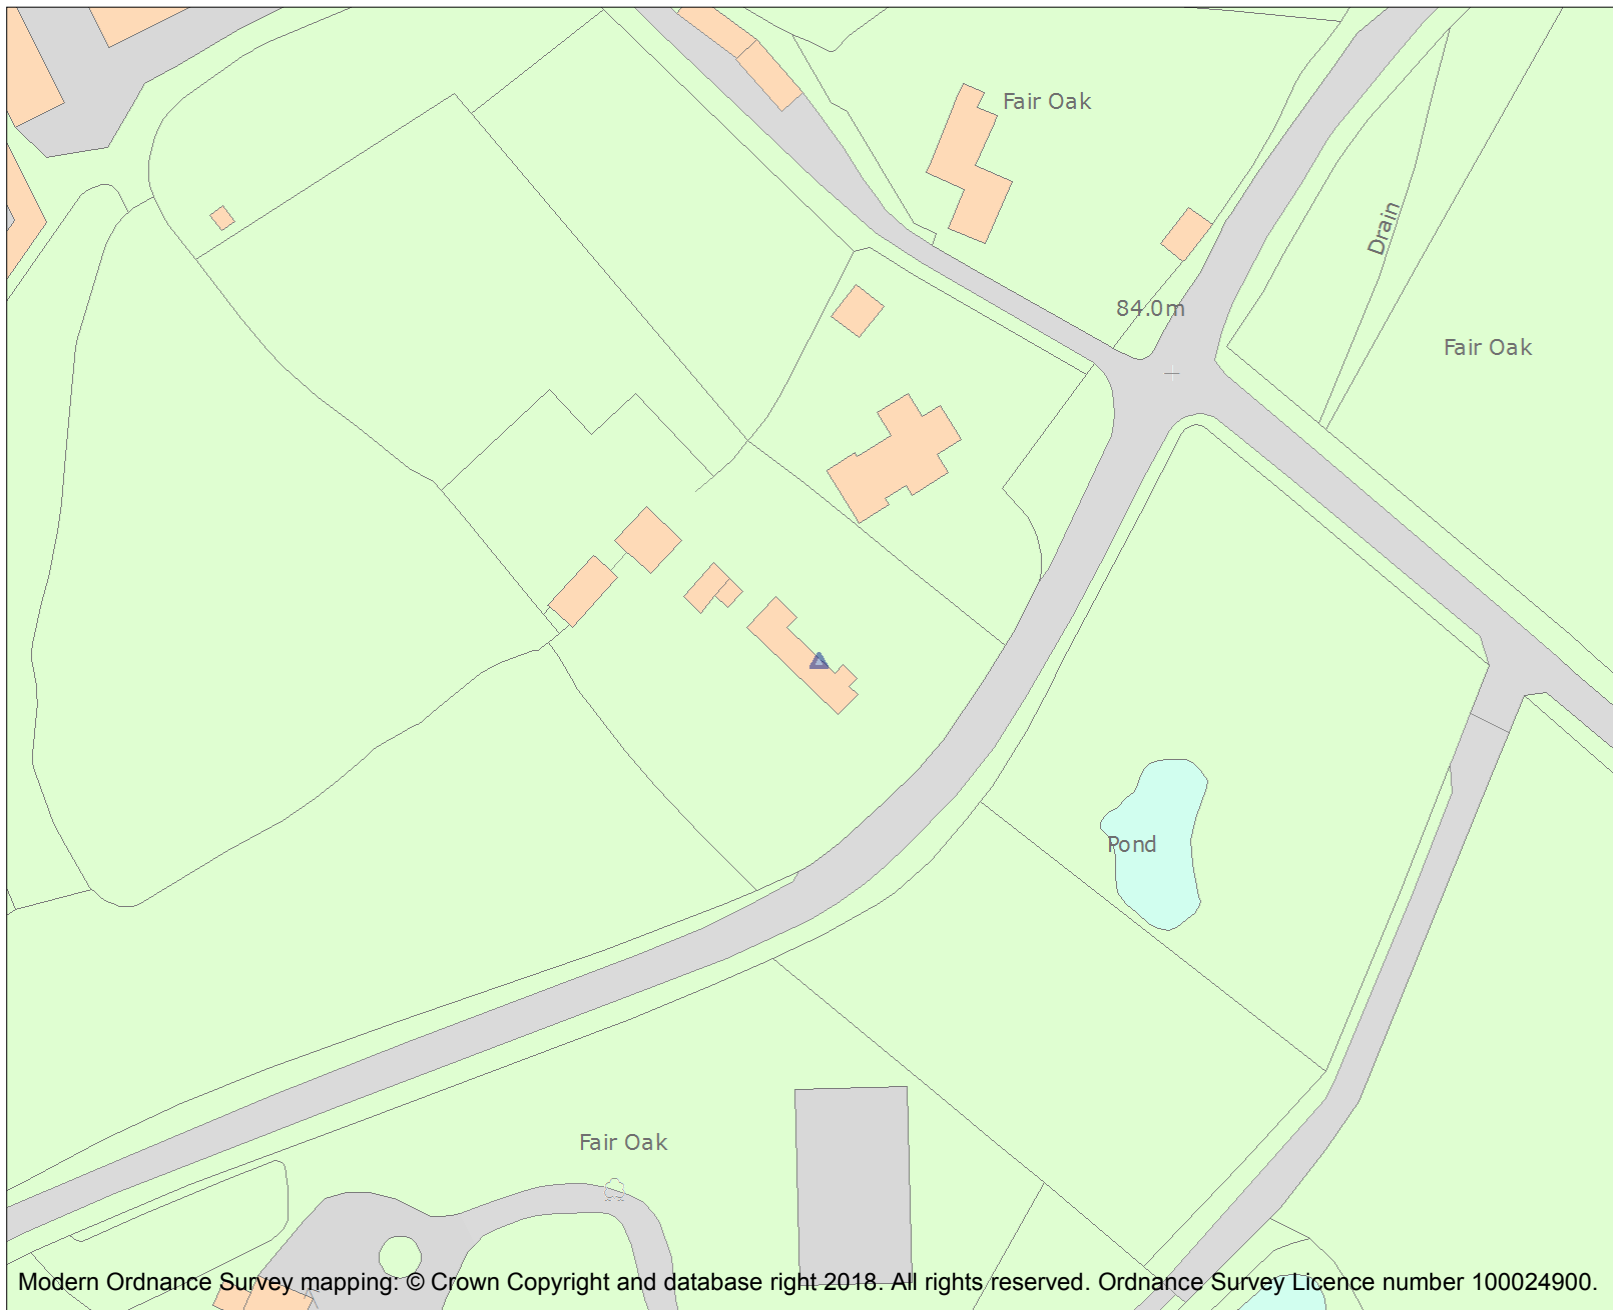 Fair Oak
Drain
84.0m
Fair Oak
Pond
Fair Oak
Modern Ordnance Survey mapping: © Crown Copyright and database right 2018. All rights reserved. Ordnance Survey Licence number 100024900.